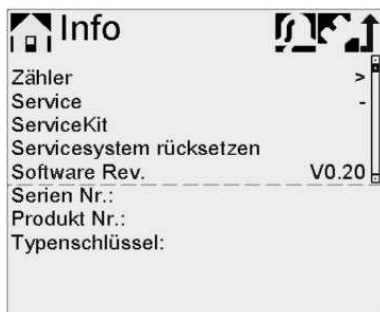 Info
Zähler >
Service -
ServiceKit
Servicesystem rücksetzen
Software Rev. V0.20
Serien Nr.:
Produkt Nr.:
Typenschlüssel: